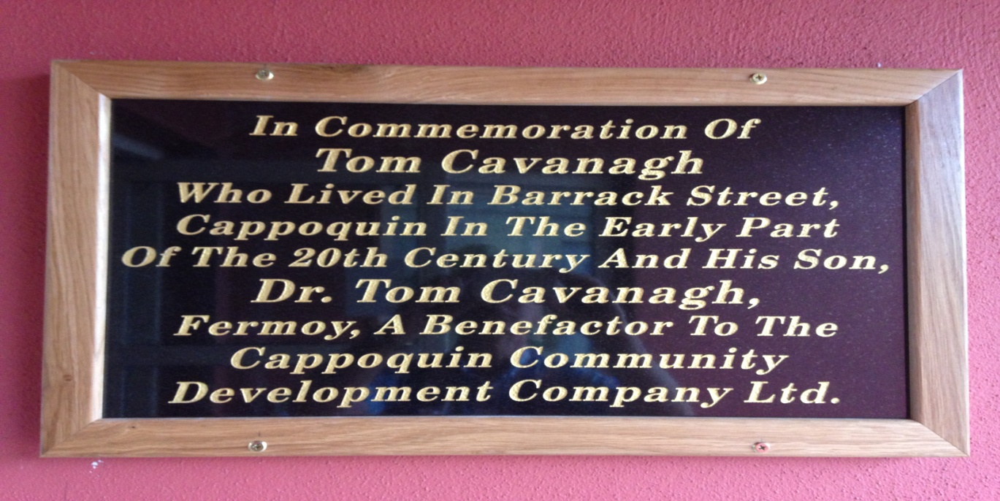 In Commemoration Of
Tom Cavanagh
Who Lived In Barrack Street,
Cappoquin In The Early Part
Of The 20th Century And His Son,
Dr. Tom Cavanagh,
Fermoy, A Benefactor To The
Cappoquin Community
Development Company Ltd.